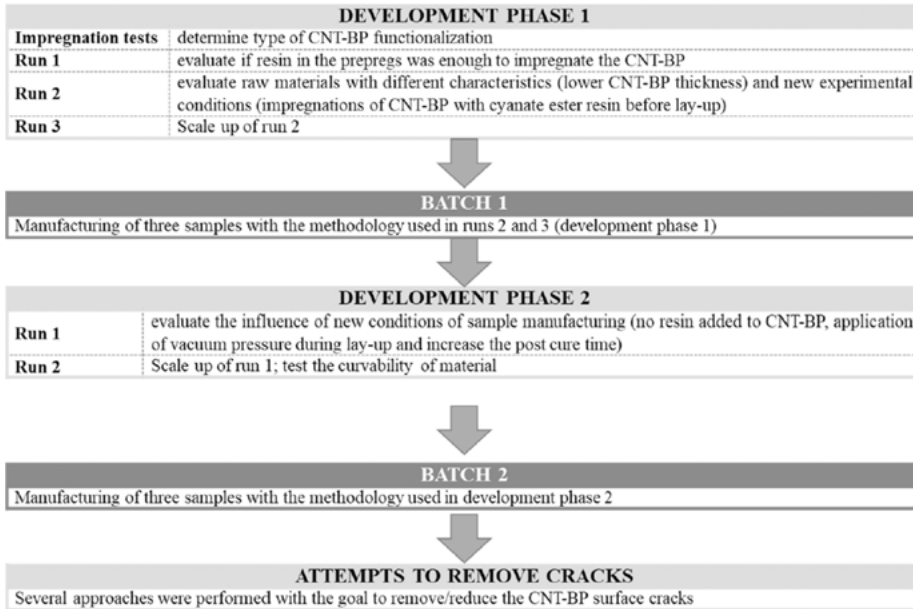 DEVELOPMENT PHASE 1
Impregnation tests determine type of CNT-BP functionalization
Run 1 evaluate if resin in the prepregs was enough to impregnate the CNT-BP
Run 2 evaluate raw materials with different characteristics (lower CNT-BP thickness) and new experimental
conditions (impregnations of CNT-BP with cyanate ester resin before lay-up)
Run 3 Scale up of run 2
BATCH 1
Manufacturing of three samples with the methodology used in runs 2 and 3 (development phase 1)
DEVELOPMENT PHASE 2
Run 1 evaluate the influence of new conditions of sample manufacturing (no resin added to CNT-BP, application
of vacuum pressure during lay-up and increase the post cure time)
Run 2 Scale up of run 1; test the curvability of material
BATCH 2
Manufacturing of three samples with the methodology used in development phase 2
ATTEMPTS TO REMOVE CRACKS
Several approaches were performed with the goal to remove/reduce the CNT-BP surface cracks